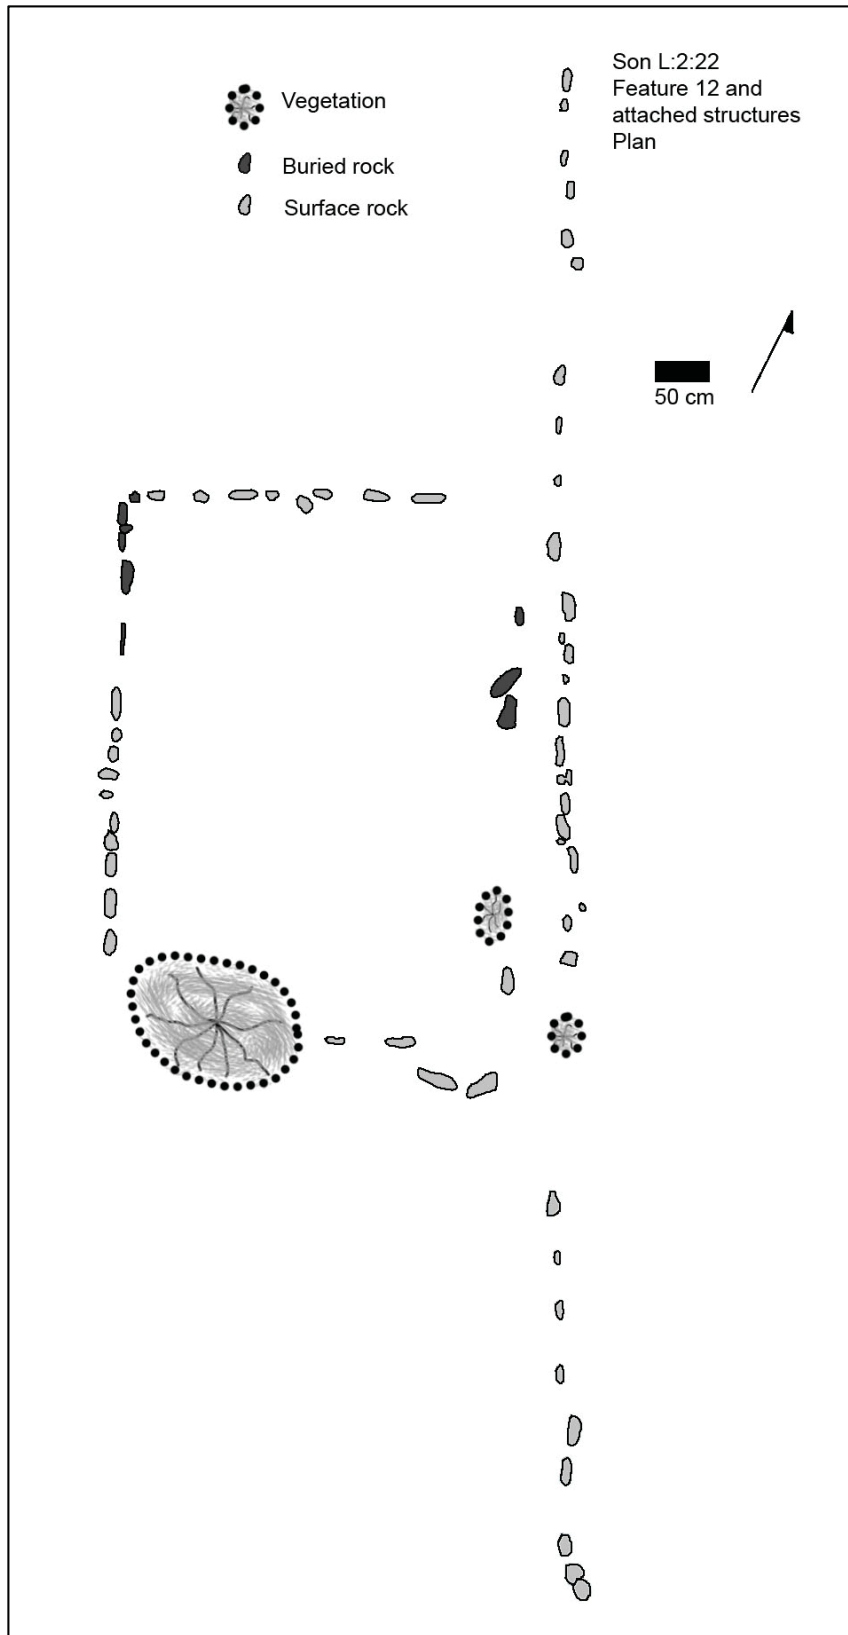 Son L:2:22
Feature 12 and
attached structures
Plan
Vegetation
Buried rock
Surface rock
50 cm